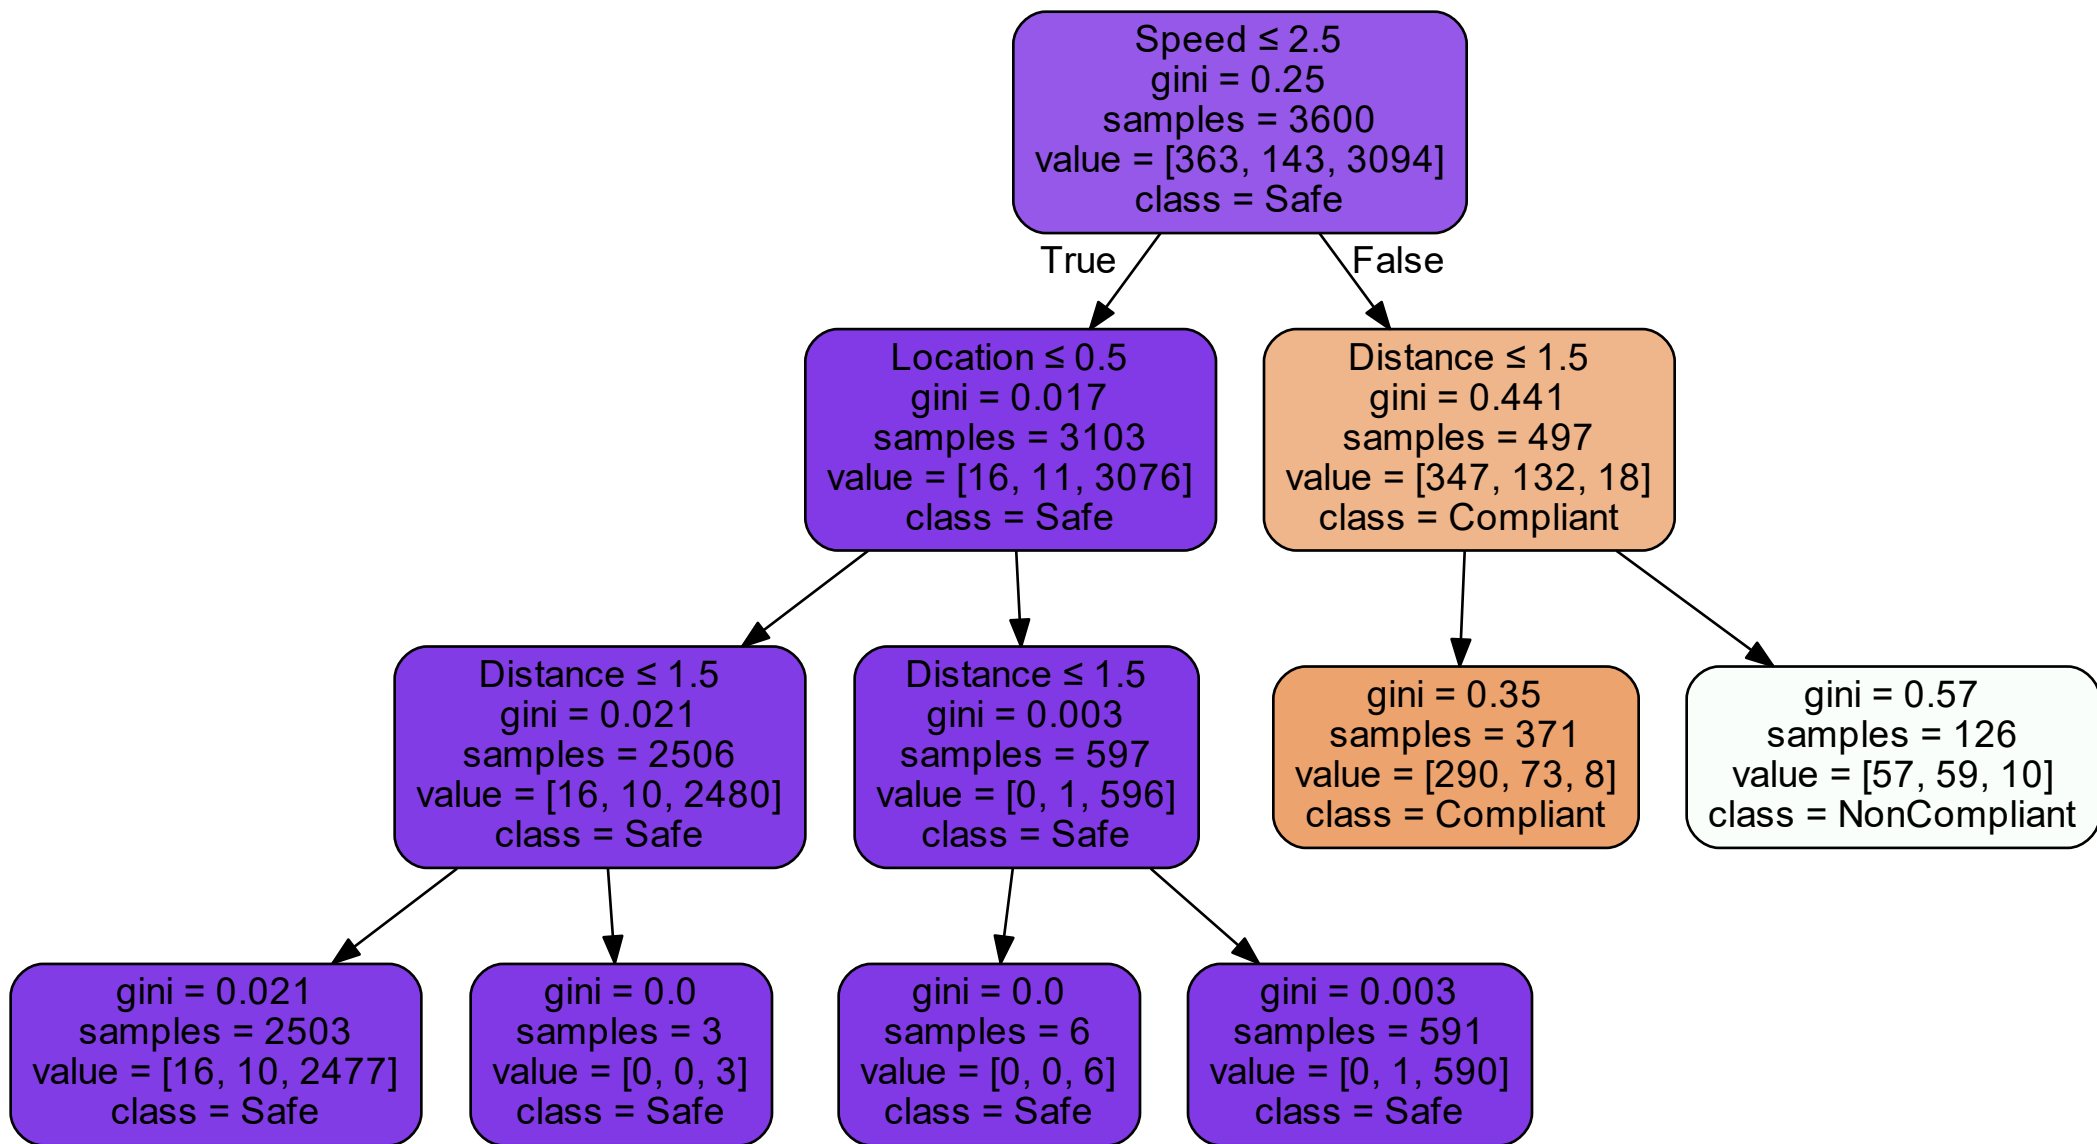 Speed ≤ 2.5
gini = 0.25
samples = 3600
value = [363, 143, 3094]
class = Safe
True
False
Location ≤ 0.5
gini = 0.017
samples = 3103
value = [16, 11, 3076]
class = Safe
Distance ≤ 1.5
gini = 0.441
samples = 497
value = [347, 132, 18]
class = Compliant
Distance ≤ 1.5
gini = 0.021
samples = 2506
value = [16, 10, 2480]
class = Safe
Distance ≤ 1.5
gini = 0.003
samples = 597
value = [0, 1, 596]
class = Safe
gini = 0.35
samples = 371
value = [290, 73, 8]
class = Compliant
gini = 0.57
samples = 126
value = [57, 59, 10]
class = NonCompliant
gini = 0.021
samples = 2503
value = [16, 10, 2477]
class = Safe
gini = 0.0
samples = 3
value = [0, 0, 3]
class = Safe
gini = 0.0
samples = 6
value = [0, 0, 6]
class = Safe
gini = 0.003
samples = 591
value = [0, 1, 590]
class = Safe